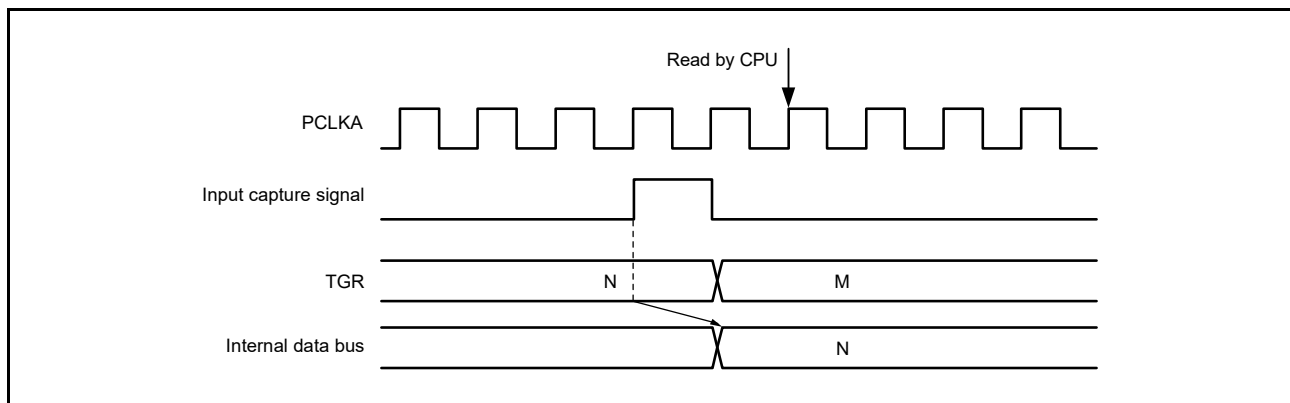 Read by CPU
PCLKA
Input capture signal
TGR N M
Internal data bus N